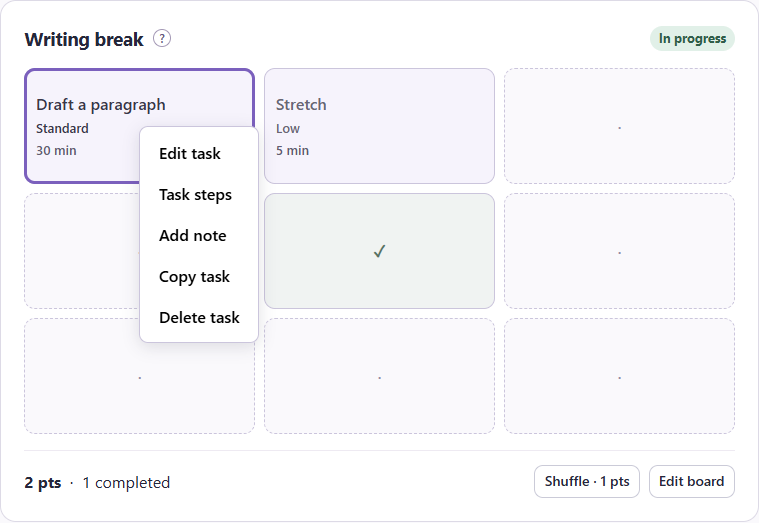 Writing break ?
In progress
Draft a paragraph
Standard
30 min
Stretch
Low
5 min
Edit task
Task steps
Add note
Copy task
Delete task
✓
2 pts · 1 completed
Shuffle · 1 pts
Edit board